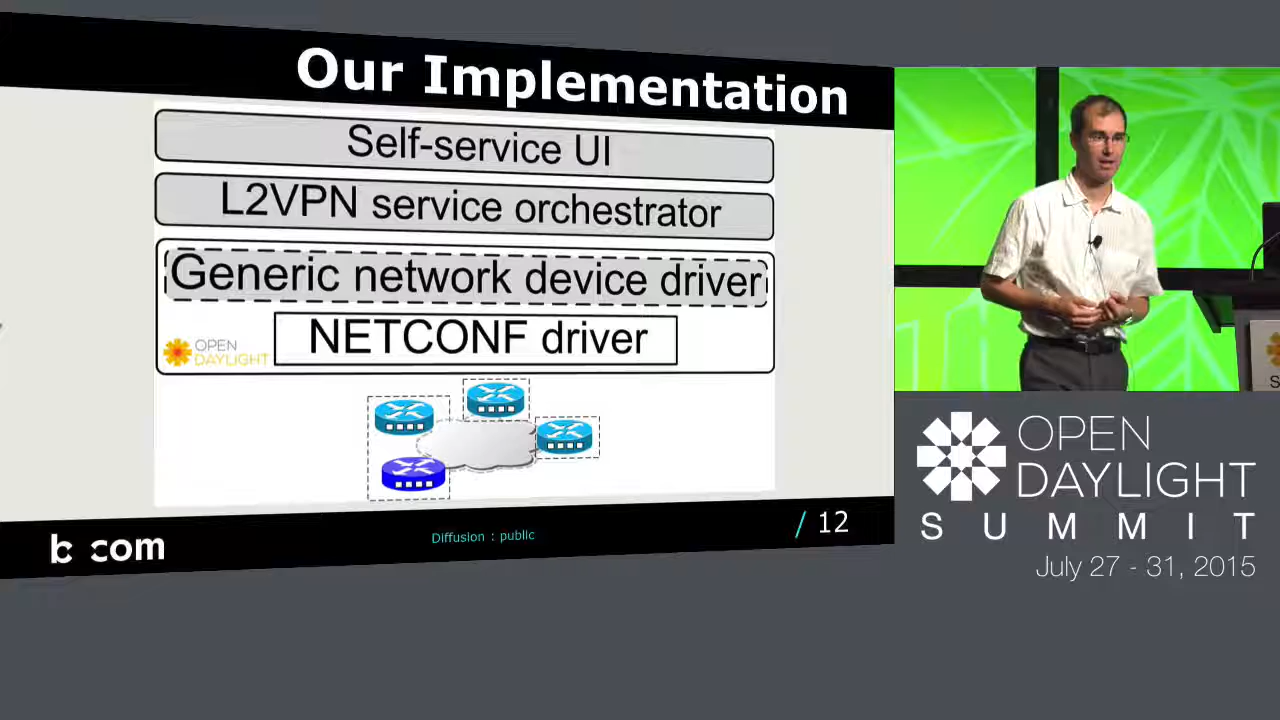 Our Implementation
Self-service UI
L2VPN service orchestrator
Generic network device driver
NETCONF driver
OPEN
DAYLIGHT
b com
Diffusion : public
/ 12
OPEN
DAYLIGHT
SUMMIT
July 27 - 31, 2015